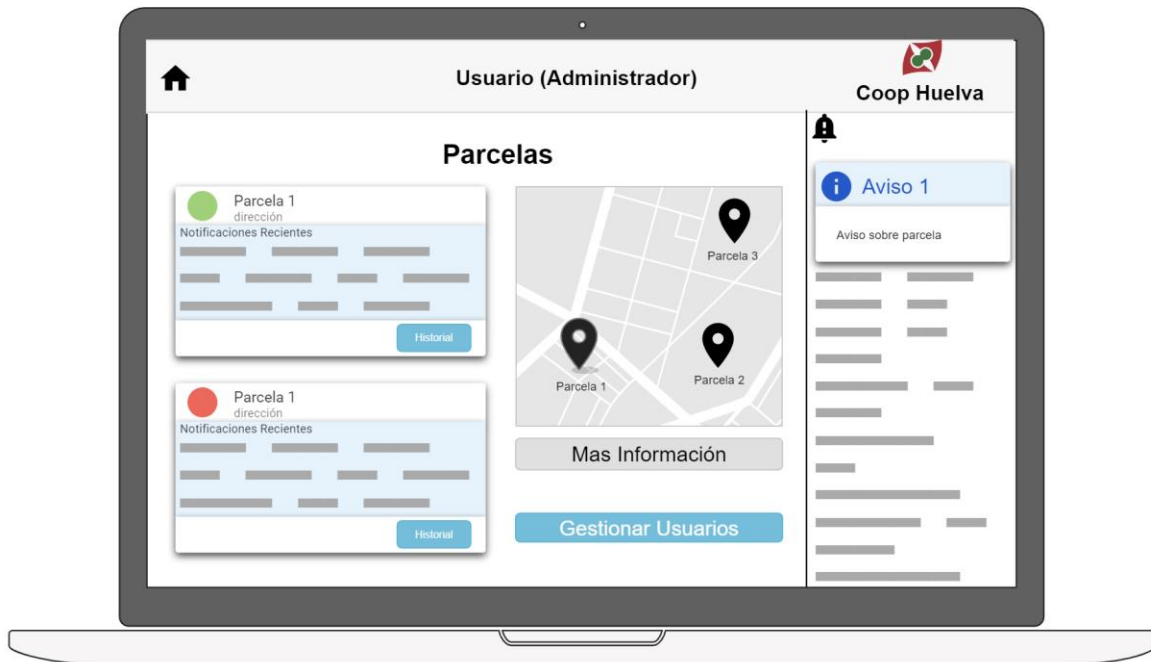 Usuario (Administrador)
Coop Huelva
Parcelas
Parcela 1
dirección
Notificaciones Recientes
Historial
Parcela 1
dirección
Notificaciones Recientes
Historial
Parcela 3
Parcela 1
Parcela 2
Mas Información
Gestionar Usuarios
Aviso 1
Aviso sobre parcela